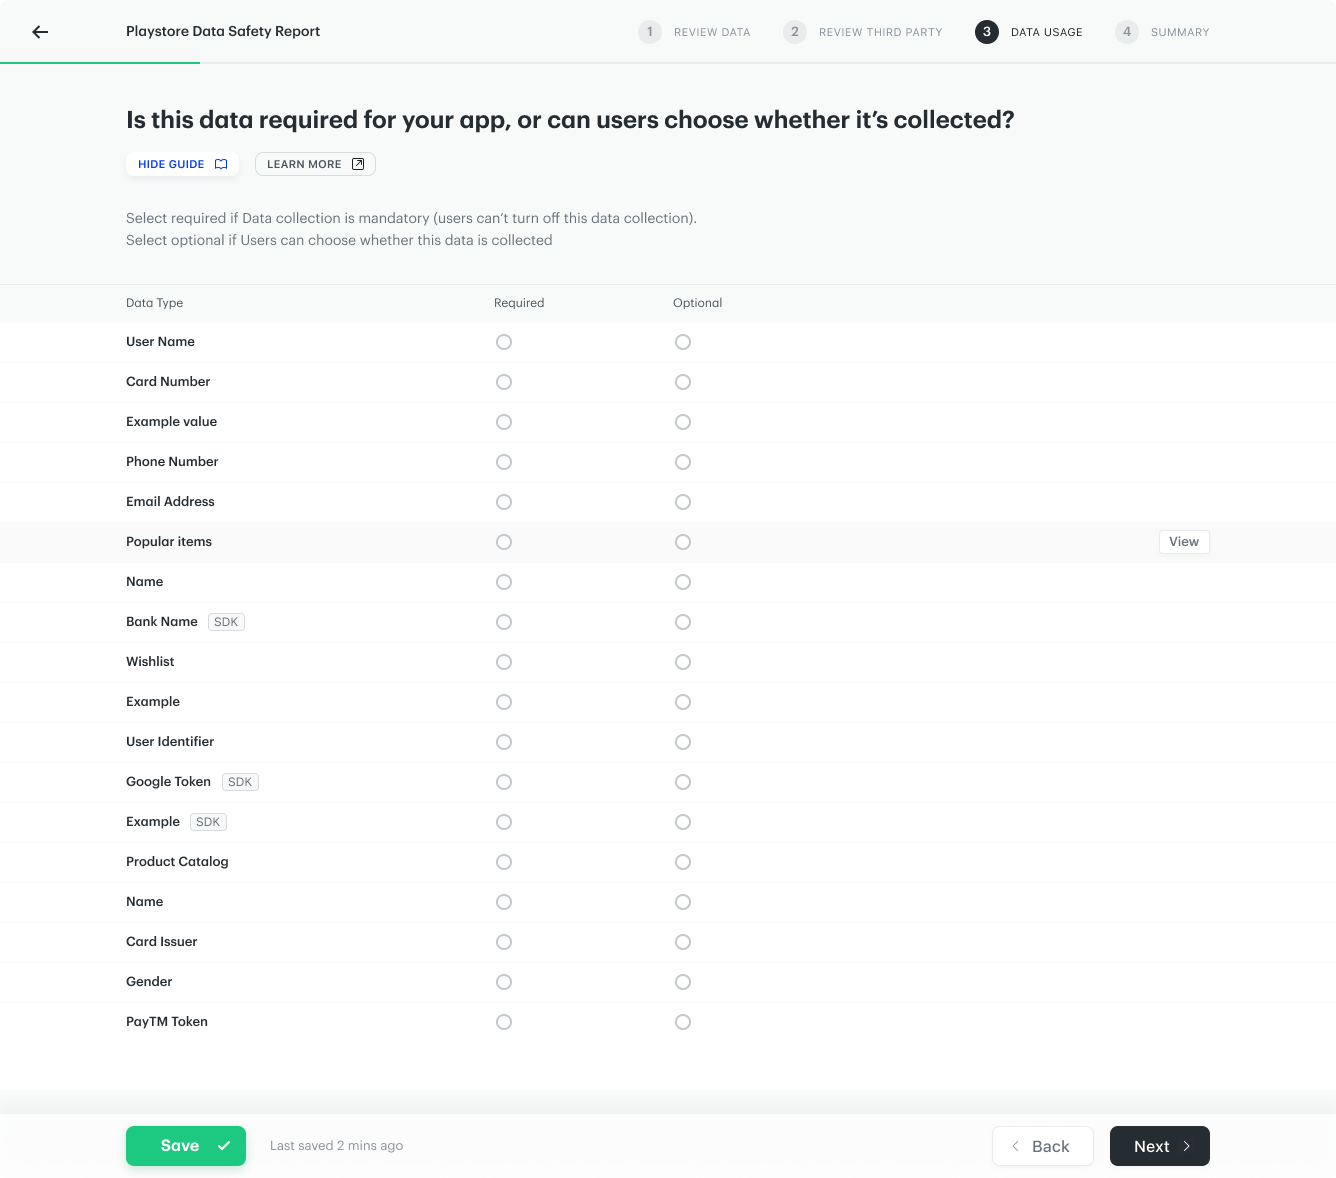 Playstore Data Safety Report
1 REVIEW DATA
2 REVIEW THIRD PARTY
3 DATA USAGE
4 SUMMARY
Is this data required for your app, or can users choose whether it’s collected?
HIDE GUIDE
LEARN MORE
Select required if Data collection is mandatory (users can’t turn off this data collection).
Select optional if Users can choose whether this data is collected
Data Type Required Optional
User Name
Card Number
Example value
Phone Number
Email Address
Popular items View
Name
Bank Name SDK
Wishlist
Example
User Identifier
Google Token SDK
Example SDK
Product Catalog
Name
Card Issuer
Gender
PayTM Token
Save
Last saved 2 mins ago
Back
Next